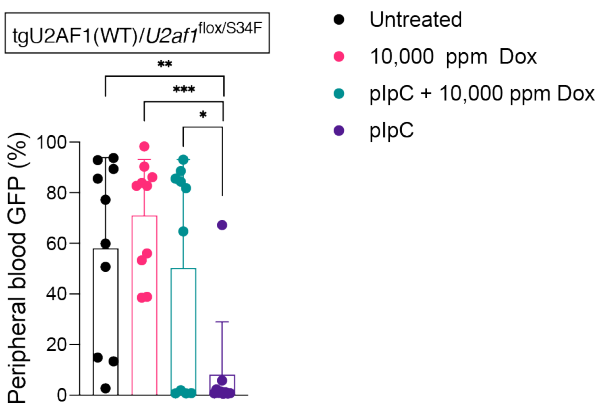 tgU2AF1(WT)/U2af1flox/S34F
Untreated
10,000 ppm Dox
pIpC + 10,000 ppm Dox
pIpC
**
***
*
Peripheral blood GFP (%)
100
80
60
40
20
0